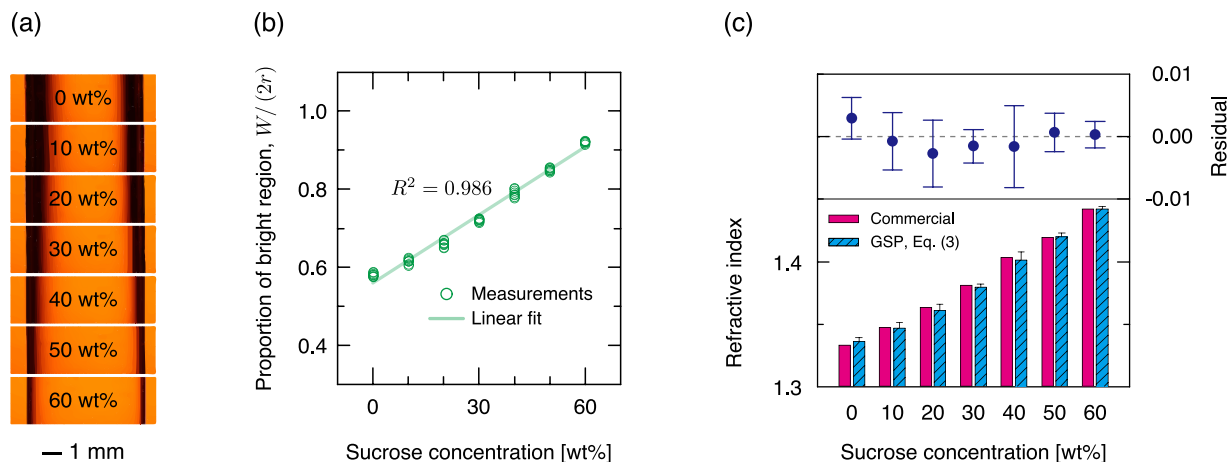 (a)
0 wt%
10 wt%
20 wt%
30 wt%
40 wt%
50 wt%
60 wt%
1 mm
(b)
Proportion of bright region, W/(2r)
1.0
0.8
0.6
0.4
R² = 0.986
Measurements
Linear fit
0
30
60
Sucrose concentration [wt%]
(c)
0.01
0.00
-0.01
Residual
Commercial
GSP, Eq. (3)
Refractive index
1.4
1.3
0 10 20 30 40 50 60
Sucrose concentration [wt%]